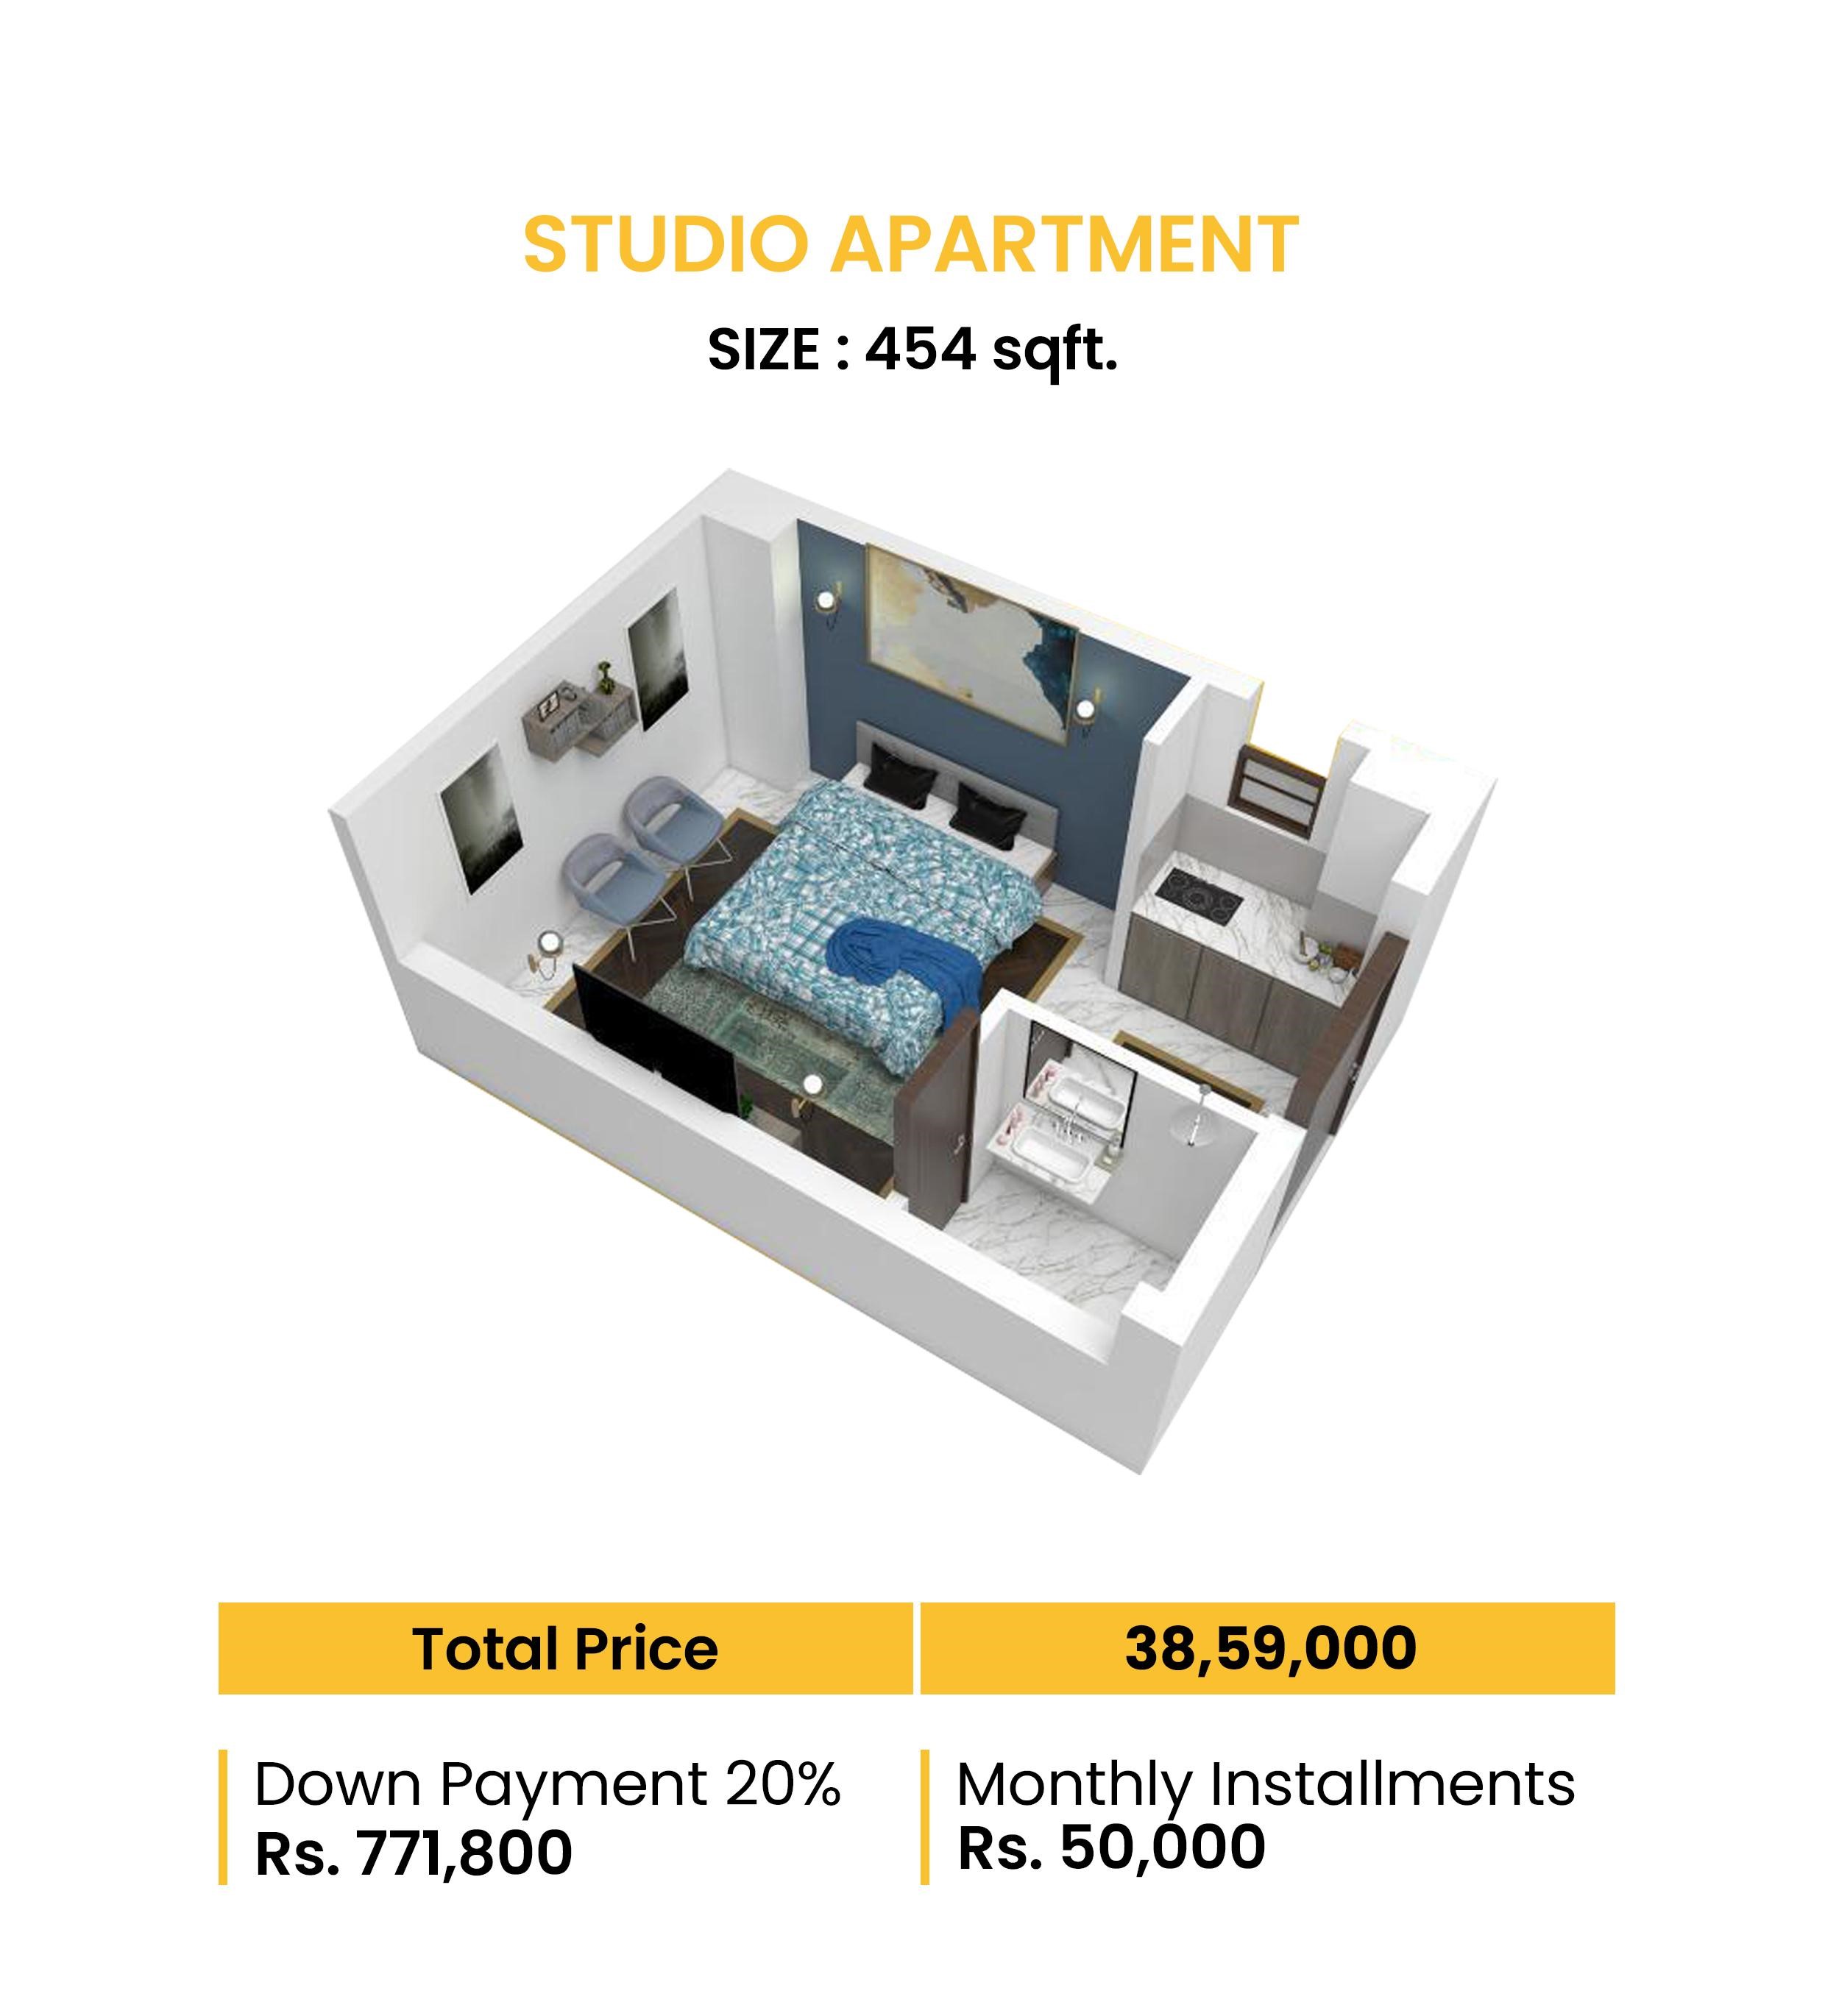 STUDIO APARTMENT
SIZE : 454 sqft.
Total Price
38,59,000
Down Payment 20%
Rs. 771,800
Monthly Installments
Rs. 50,000